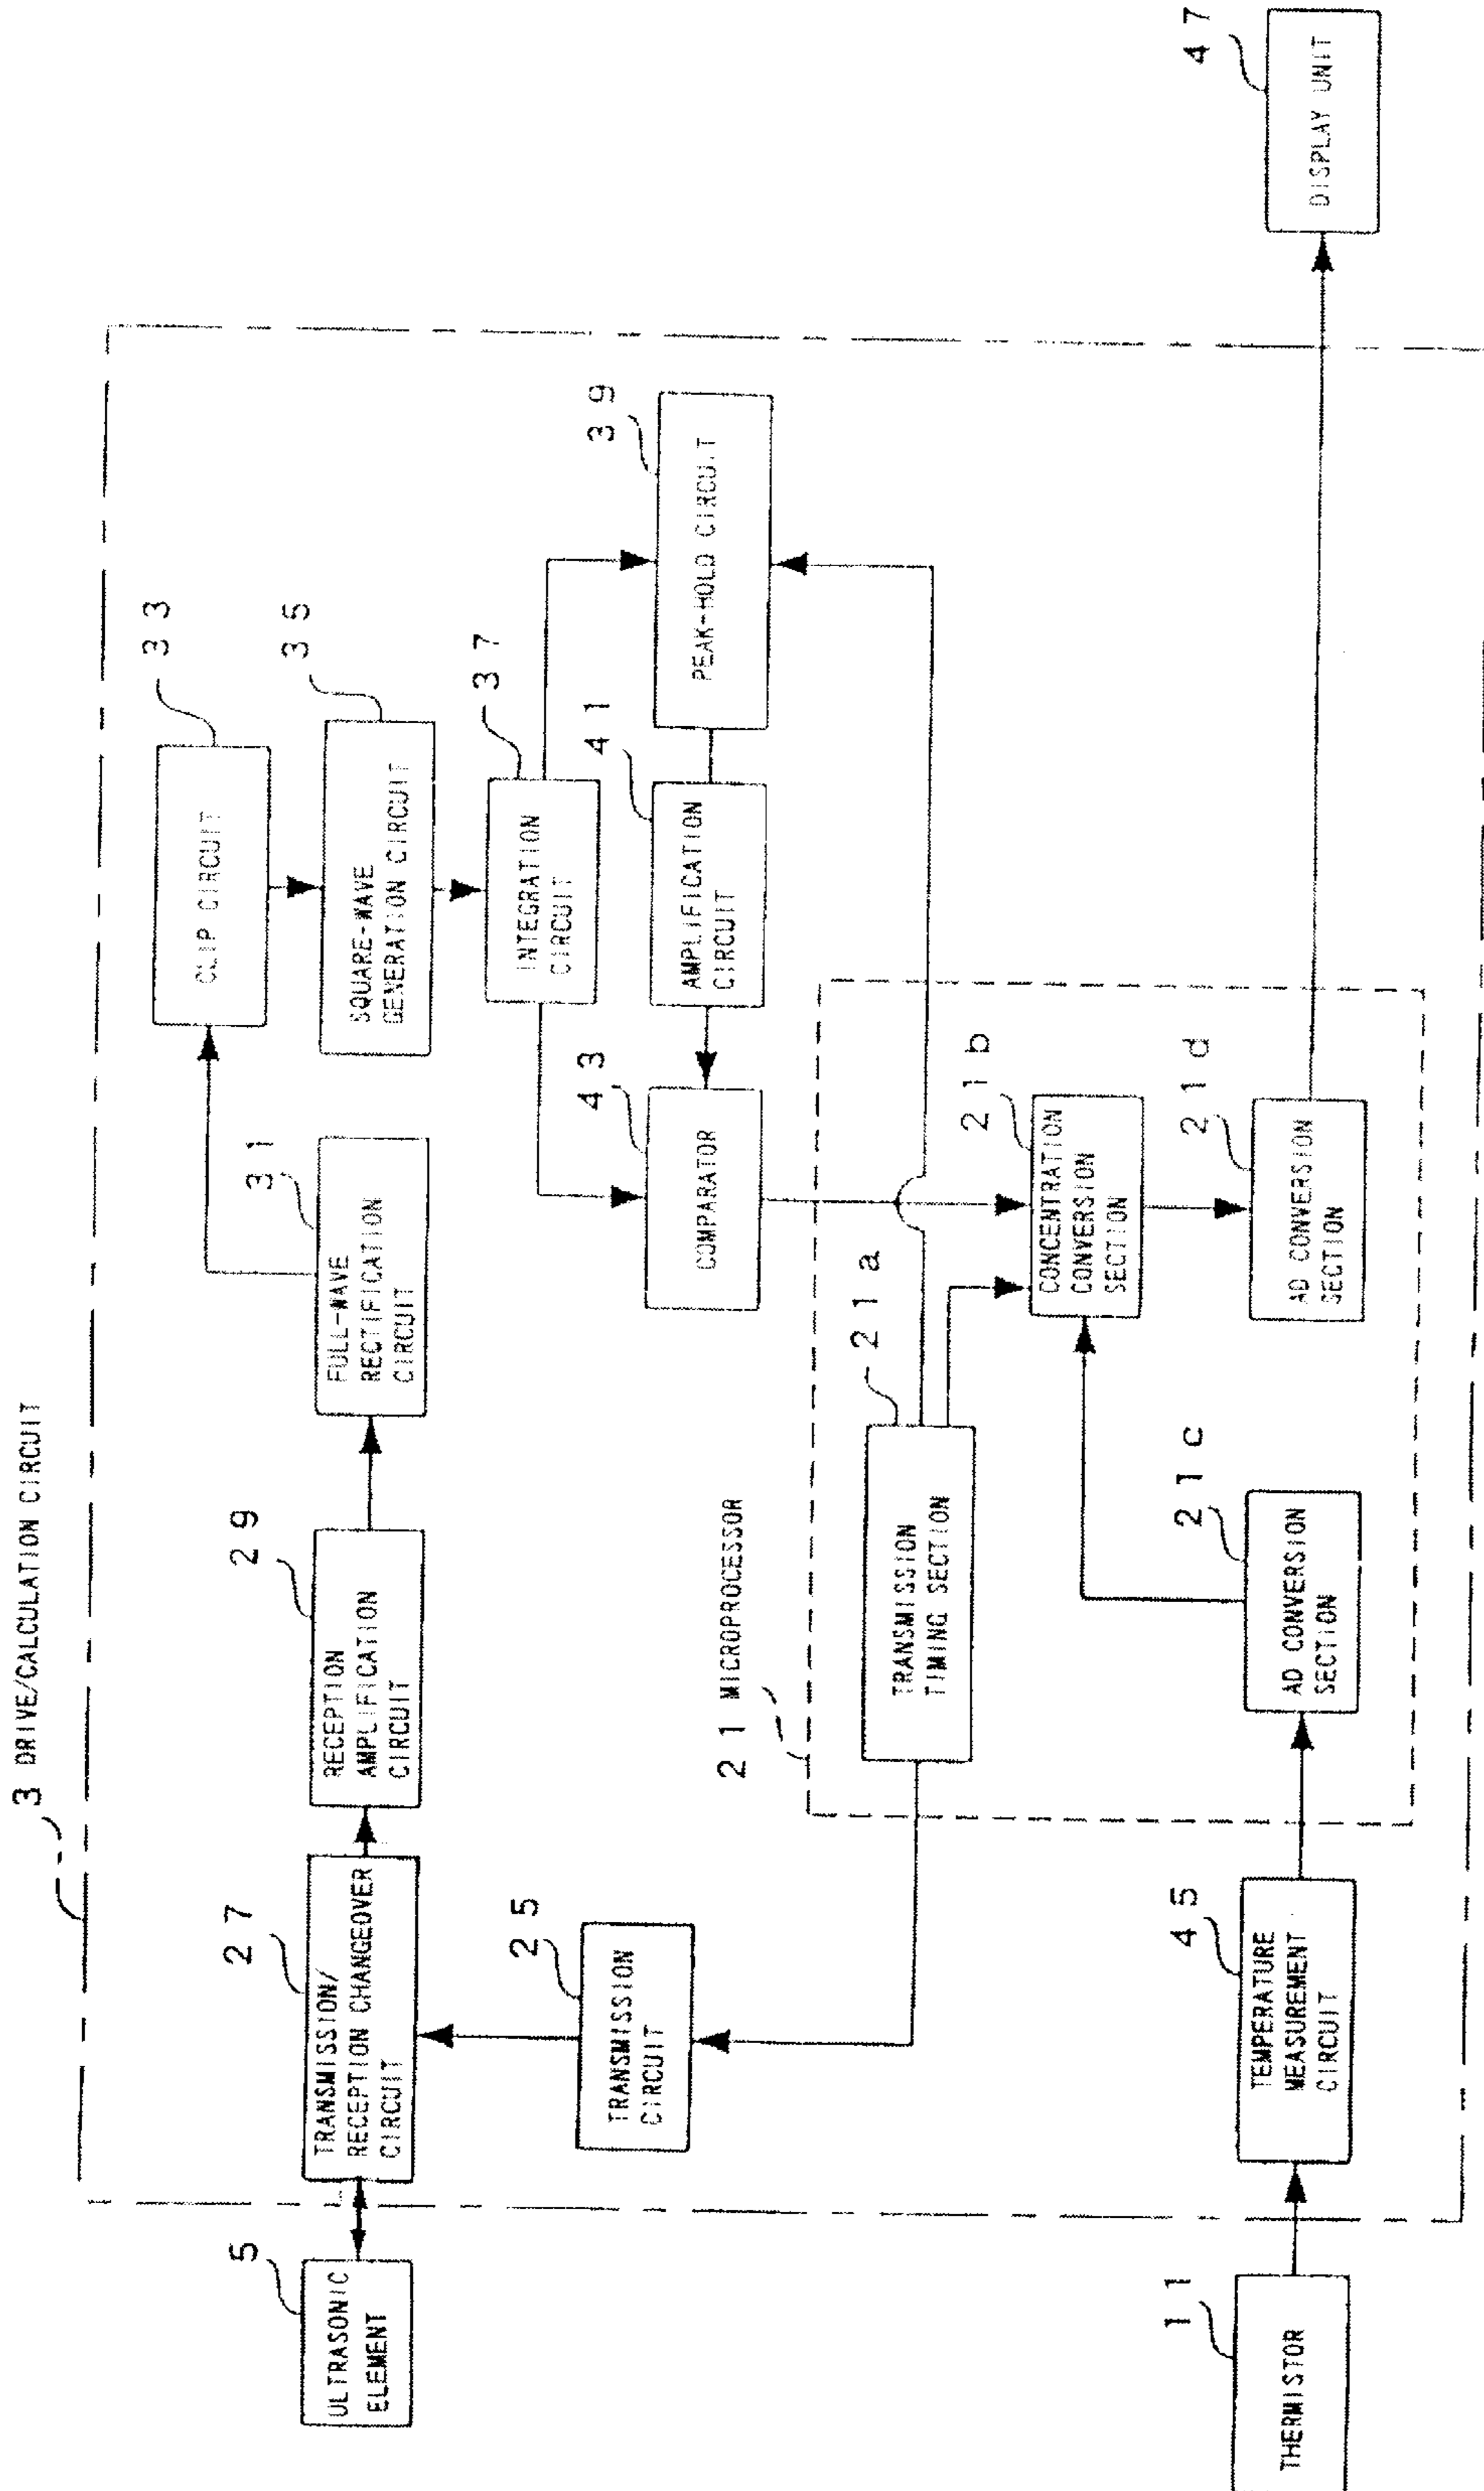 3 DRIVE/CALCULATION CIRCUIT
5
ULTRASONIC
ELEMENT
27
TRANSMISSION/
RECEPTION CHANGEOVER
CIRCUIT
29
RECEPTION
AMPLIFICATION
CIRCUIT
31
FULL-WAVE
RECTIFICATION
CIRCUIT
33
CLIP CIRCUIT
35
SQUARE-WAVE
GENERATION CIRCUIT
37
INTEGRATION
CIRCUIT
39
PEAK-HOLD CIRCUIT
41
AMPLIFICATION
CIRCUIT
43
COMPARATOR
25
TRANSMISSION
CIRCUIT
21 MICROPROCESSOR
21a
TRANSMISSION
TIMING SECTION
21b
CONCENTRATION
CONVERSION
SECTION
21c
AD CONVERSION
SECTION
21d
AD CONVERSION
SECTION
11
THERMISTOR
45
TEMPERATURE
MEASUREMENT
CIRCUIT
47
DISPLAY UNIT